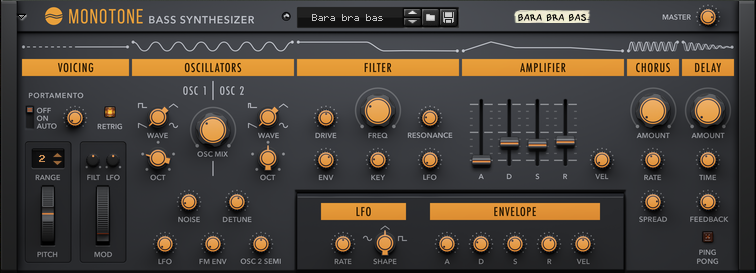 MONOTONE BASS SYNTHESIZER
Bara bra bas
BARA BRA BAS
MASTER
VOICING
OSCILLATORS
FILTER
AMPLIFIER
CHORUS
DELAY
PORTAMENTO
OFF
ON
AUTO
RETRIG
2
RANGE
FILT LFO
PITCH
MOD
OSC 1 OSC 2
WAVE
WAVE
OSC MIX
OCT
OCT
NOISE
DETUNE
LFO
FM ENV
OSC 2 SEMI
DRIVE
FREQ
RESONANCE
ENV
KEY
LFO
A D S R
VEL
AMOUNT
AMOUNT
RATE
TIME
SPREAD
FEEDBACK
PING
PONG
LFO
RATE
SHAPE
ENVELOPE
A D S R VEL